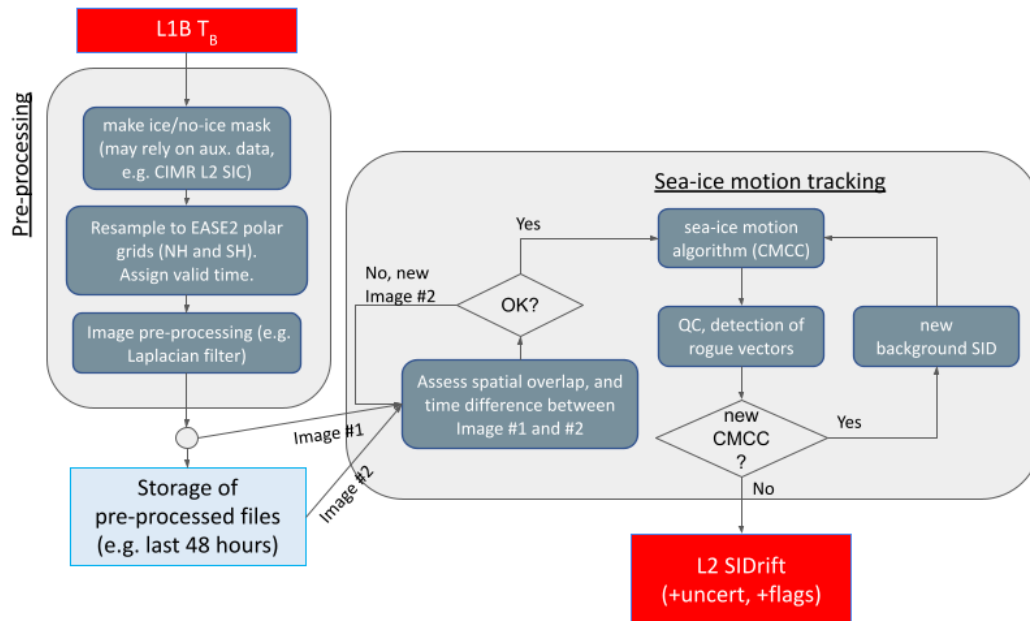 L1B T_B
Pre-processing
make ice/no-ice mask
(may rely on aux. data,
e.g. CIMR L2 SIC)
Resample to EASE2 polar
grids (NH and SH).
Assign valid time.
Image pre-processing (e.g.
Laplacian filter)
Image #1
Storage of
pre-processed files
(e.g. last 48 hours)
Image #2
Sea-ice motion tracking
Yes
No, new
Image #2
OK?
Assess spatial overlap, and
time difference between
Image #1 and #2
sea-ice motion
algorithm (CMCC)
QC, detection of
rogue vectors
new
background SID
new
CMCC
?
Yes
No
L2 SIDrift
(+uncert, +flags)